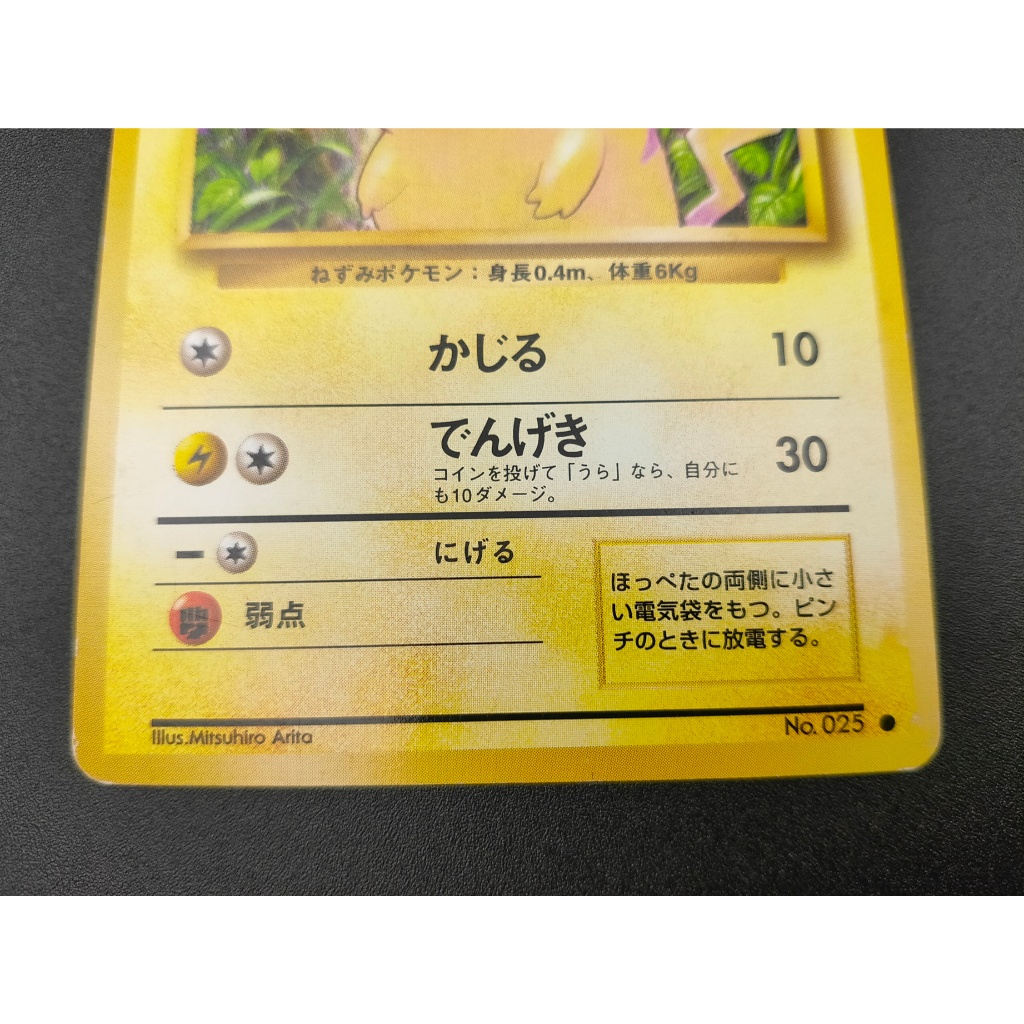 ねずみポケモン：身長0.4m、体重6Kg
かじる 10
でんげき 30
コインを投げて「うら」なら、自分に
も10ダメージ。
ー にげる
弱点
ほっぺたの両側に小さ
い電気袋をもつ。ピン
チのときに放電する。
Illus.Mitsuhiro Arita
No. 025 ●